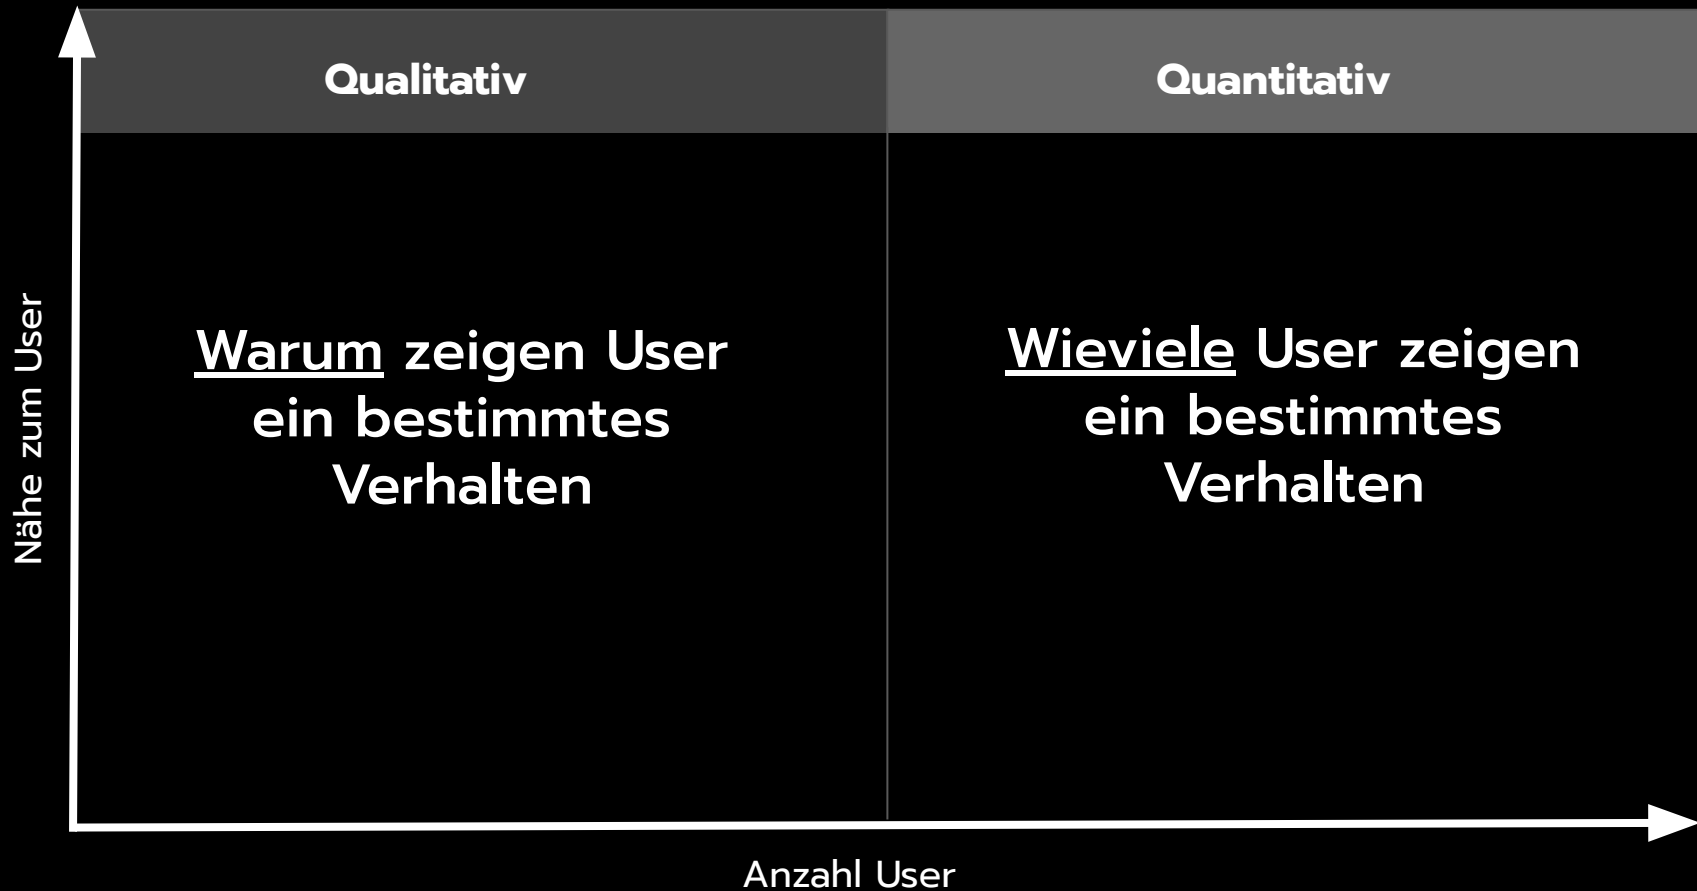 Qualitativ
Quantitativ
Nähe zum User
Warum zeigen User
ein bestimmtes
Verhalten
Wieviele User zeigen
ein bestimmtes
Verhalten
Anzahl User